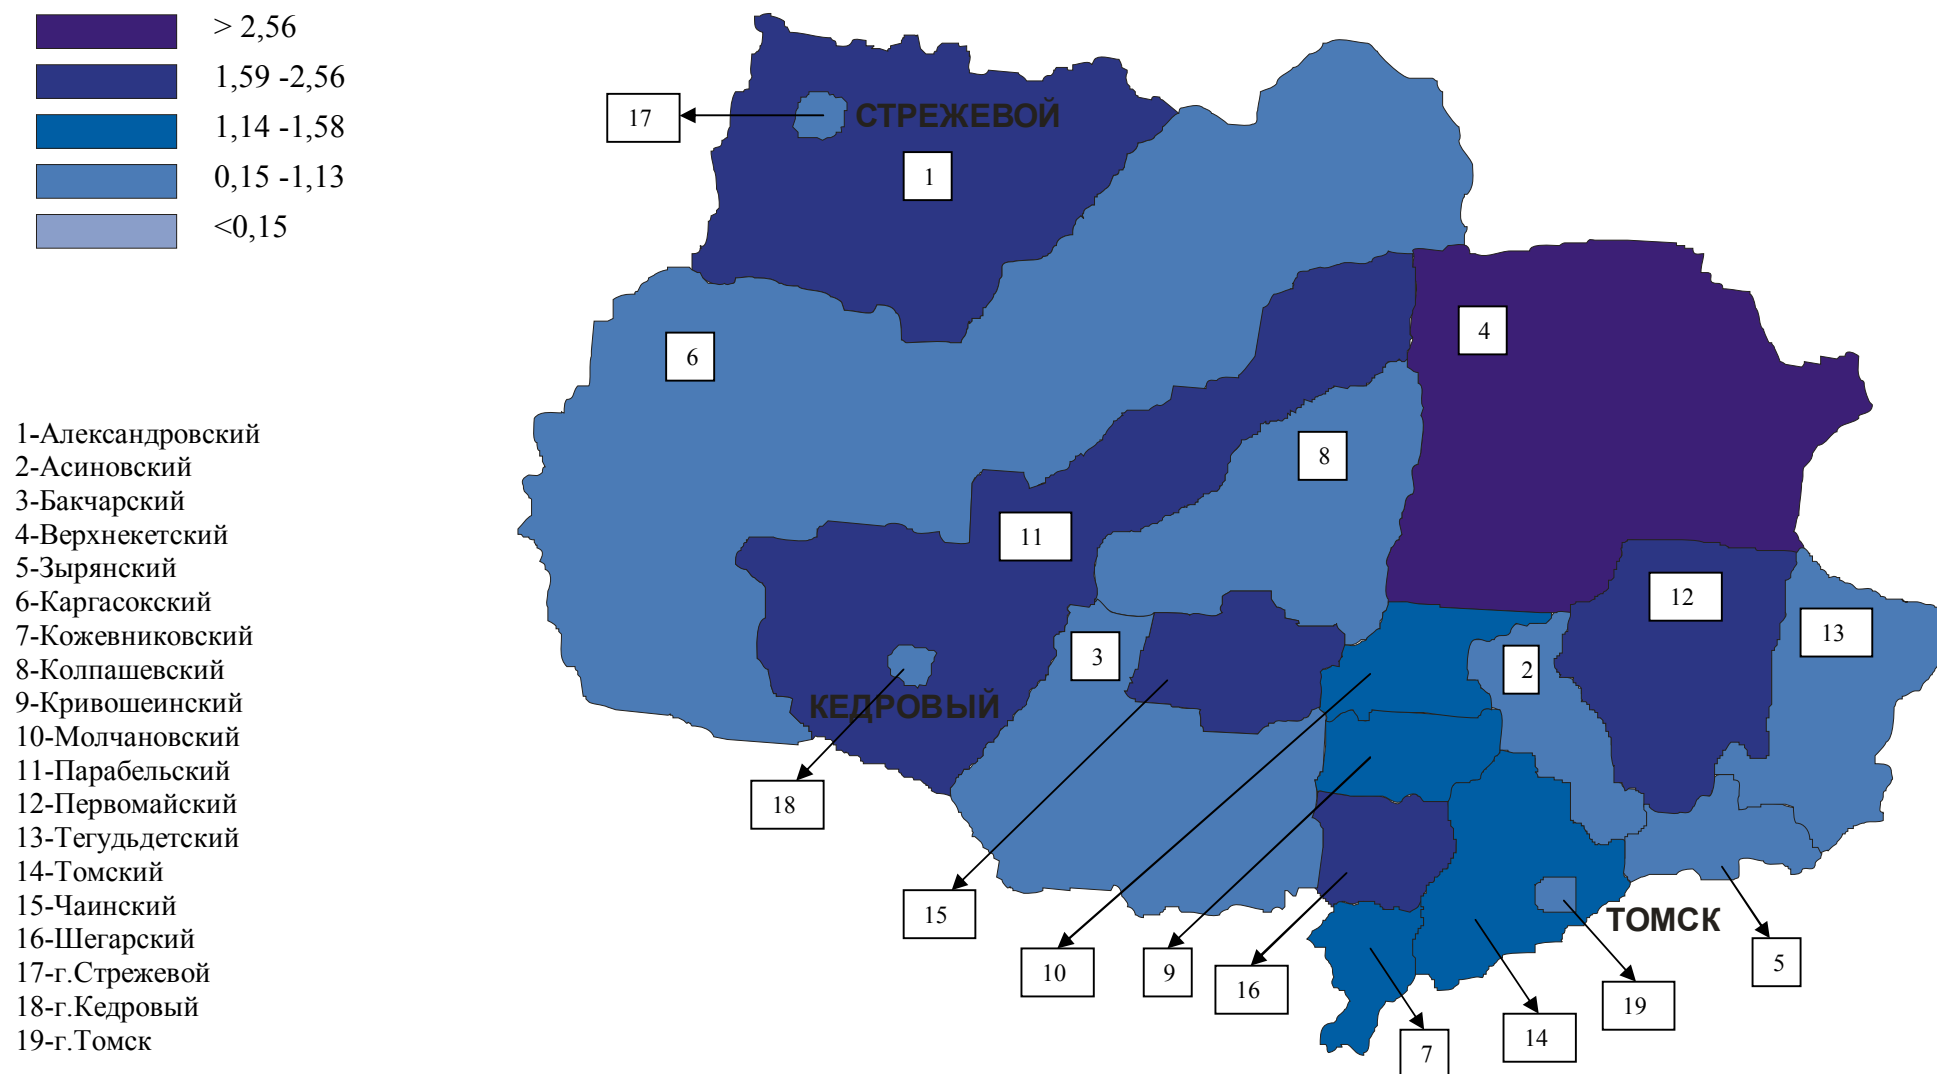 > 2,56
1,59 -2,56
1,14 -1,58
0,15 -1,13
<0,15
1-Александровский
2-Асиновский
3-Бакчарский
4-Верхнекетский
5-Зырянский
6-Каргасокский
7-Кожевниковский
8-Колпашевский
9-Кривошеинский
10-Молчановский
11-Парабельский
12-Первомайский
13-Тегудьдетский
14-Томский
15-Чаинский
16-Шегарский
17-г.Стрежевой
18-г.Кедровый
19-г.Томск
17
СТРЕЖЕВОЙ
1
4
6
8
11
12
13
3
2
КЕДРОВЫЙ
18
15
ТОМСК
10
9
16
5
19
14
7